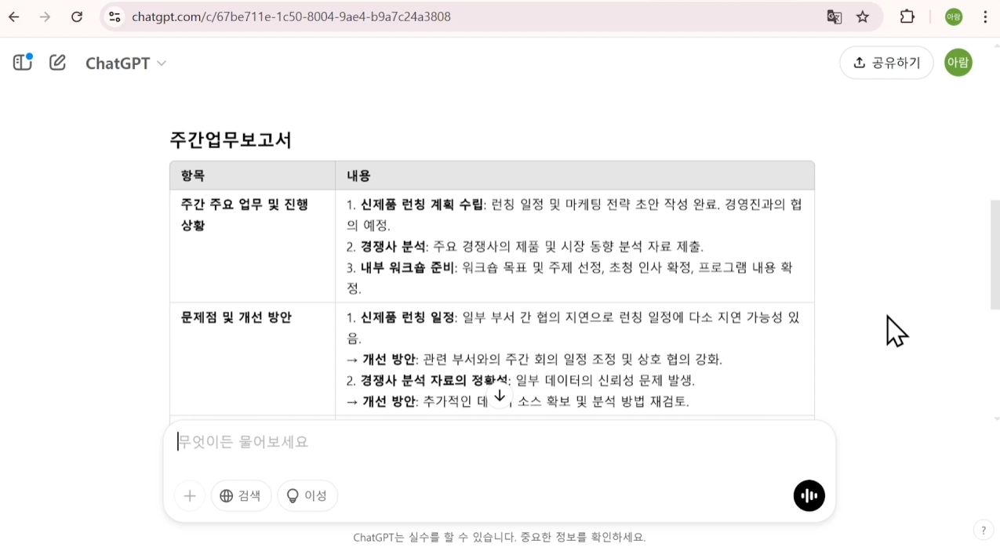 chatgpt.com/c/67be711e-1c50-8004-9ae4-b9a7c24a3808
아람
ChatGPT
공유하기
아람
주간업무보고서
항목
내용
주간 주요 업무 및 진행
상황
1. 신제품 런칭 계획 수립: 런칭 일정 및 마케팅 전략 초안 작성 완료. 경영진과의 협
의 예정.
2. 경쟁사 분석: 주요 경쟁사의 제품 및 시장 동향 분석 자료 제출.
3. 내부 워크숍 준비: 워크숍 목표 및 주제 선정, 초청 인사 확정, 프로그램 내용 확
정.
문제점 및 개선 방안
1. 신제품 런칭 일정: 일부 부서 간 협의 지연으로 런칭 일정에 다소 지연 가능성 있
음.
→ 개선 방안: 관련 부서와의 주간 회의 일정 조정 및 상호 협의 강화.
2. 경쟁사 분석 자료의 정확성: 일부 데이터의 신뢰성 문제 발생.
→ 개선 방안: 추가적인 소스 확보 및 분석 방법 재검토.
무엇이든 물어보세요
검색
이성
ChatGPT는 실수를 할 수 있습니다. 중요한 정보를 확인하세요.
?